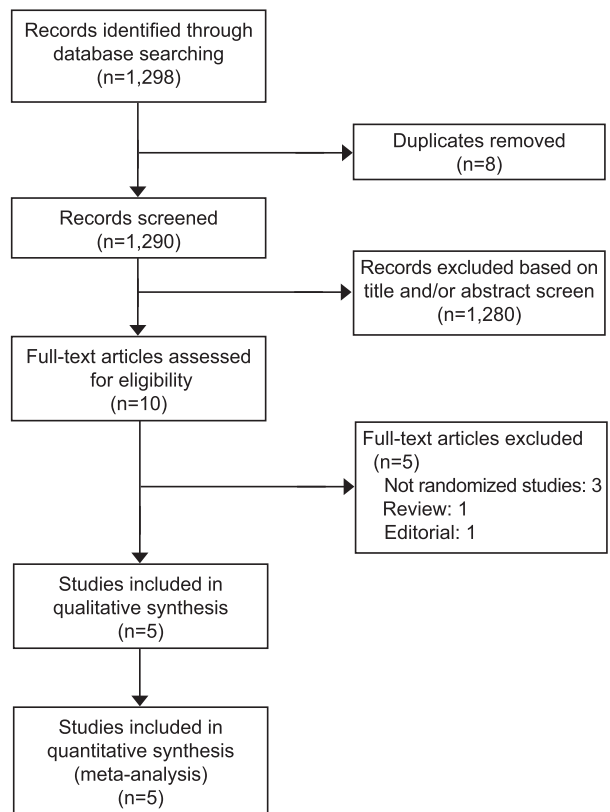 Records identified through
database searching
(n=1,298)
Duplicates removed
(n=8)
Records screened
(n=1,290)
Records excluded based on
title and/or abstract screen
(n=1,280)
Full-text articles assessed
for eligibility
(n=10)
Full-text articles excluded
(n=5)
Not randomized studies: 3
Review: 1
Editorial: 1
Studies included in
qualitative synthesis
(n=5)
Studies included in
quantitative synthesis
(meta-analysis)
(n=5)